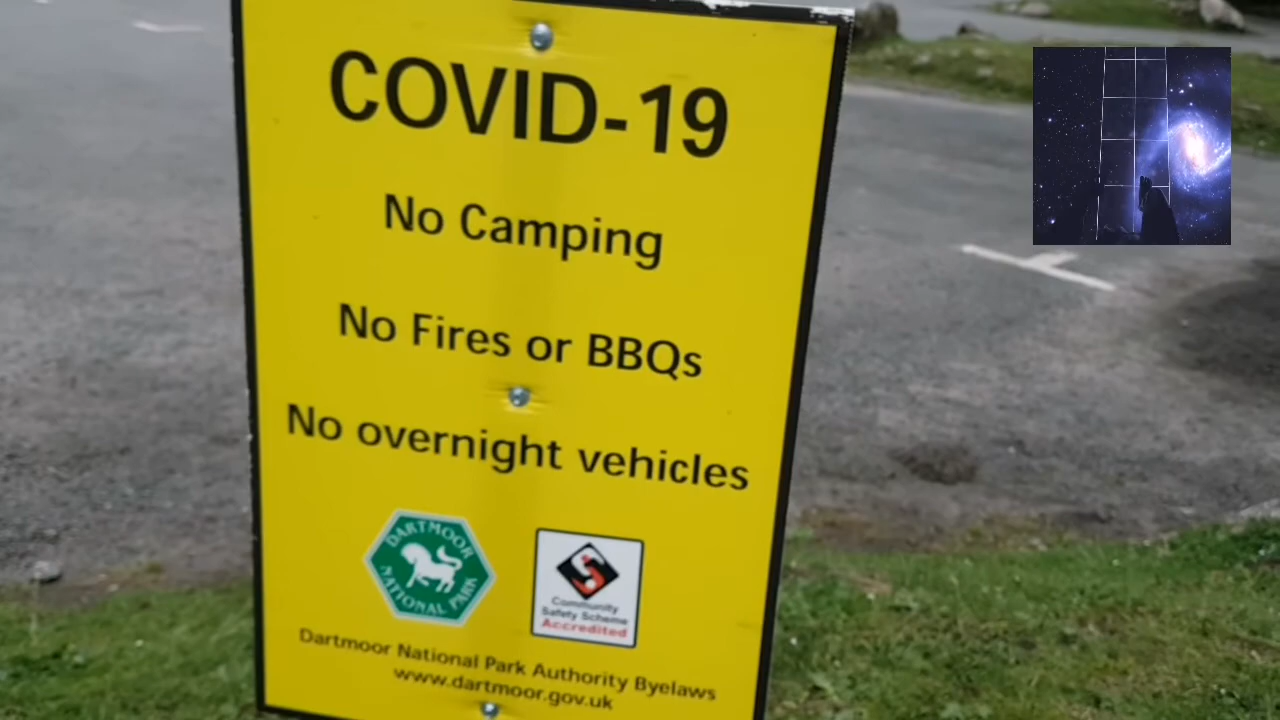 COVID-19
No Camping
No Fires or BBQs
No overnight vehicles
DARTMOOR
NATIONAL PARK
Community
Safety Scheme
Accredited
Dartmoor National Park Authority Byelaws
www.dartmoor.gov.uk